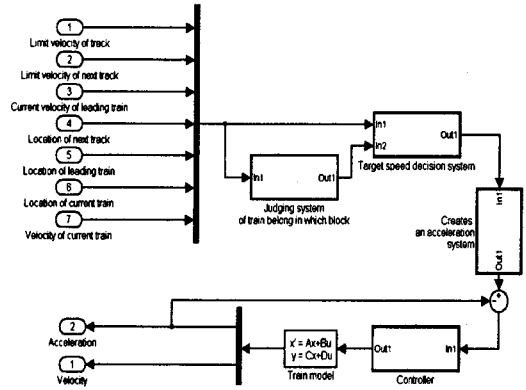 1
Limit velocity of track
2
Limit velocity of next track
3
Current velocity of leading train
4
Location of next track
5
Location of leading train
6
Location of current train
7
Velocity of current train
In1
Out1
Judging system
of train belong in which block
In1
In2
Out1
Target speed decision system
In1
Out1
Creates
an acceleration
system
In1
Out1
Controller
x' = Ax+Bu
y = Cx+Du
Train model
2
Acceleration
1
Velocity